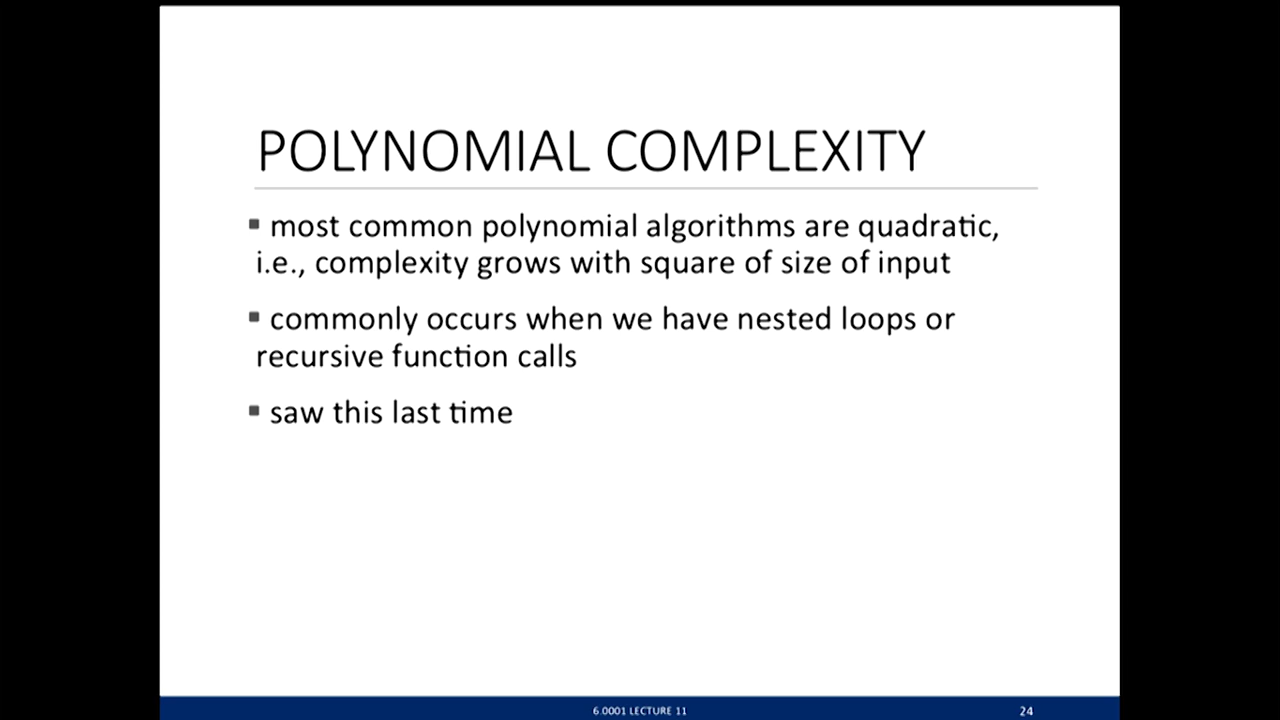 POLYNOMIAL COMPLEXITY
▪ most common polynomial algorithms are quadratic,
i.e., complexity grows with square of size of input
▪ commonly occurs when we have nested loops or
recursive function calls
▪ saw this last time
6.0001 LECTURE 11
24